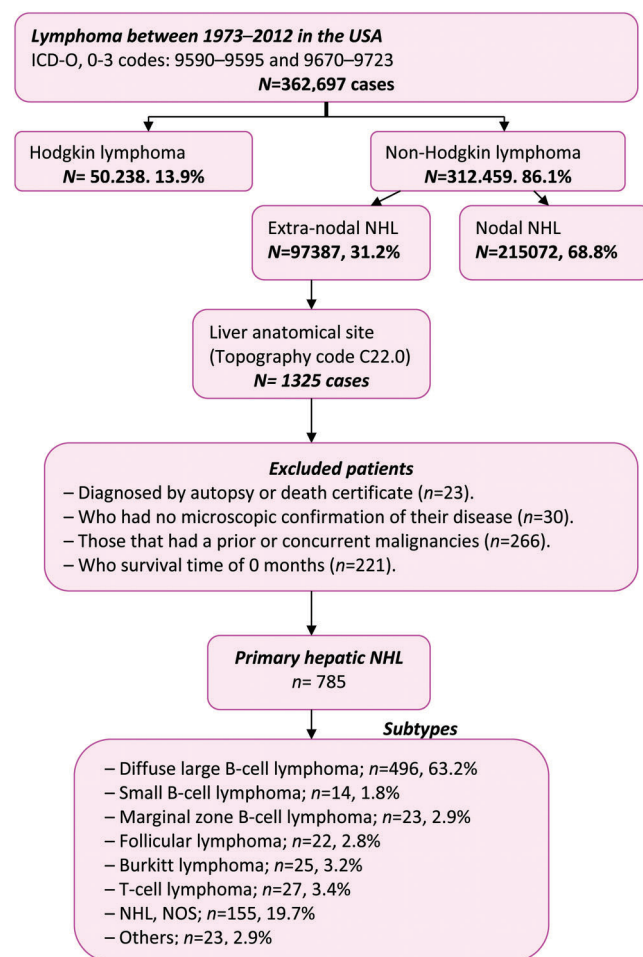 Lymphoma between 1973–2012 in the USA
ICD-O, 0-3 codes: 9590–9595 and 9670–9723
N=362,697 cases
Hodgkin lymphoma
N= 50.238. 13.9%
Non-Hodgkin lymphoma
N=312.459. 86.1%
Extra-nodal NHL
N=97387, 31.2%
Nodal NHL
N=215072, 68.8%
Liver anatomical site
(Topography code C22.0)
N= 1325 cases
Excluded patients
– Diagnosed by autopsy or death certificate (n=23).
– Who had no microscopic confirmation of their disease (n=30).
– Those that had a prior or concurrent malignancies (n=266).
– Who survival time of 0 months (n=221).
Primary hepatic NHL
n= 785
Subtypes
– Diffuse large B-cell lymphoma; n=496, 63.2%
– Small B-cell lymphoma; n=14, 1.8%
– Marginal zone B-cell lymphoma; n=23, 2.9%
– Follicular lymphoma; n=22, 2.8%
– Burkitt lymphoma; n=25, 3.2%
– T-cell lymphoma; n=27, 3.4%
– NHL, NOS; n=155, 19.7%
– Others; n=23, 2.9%